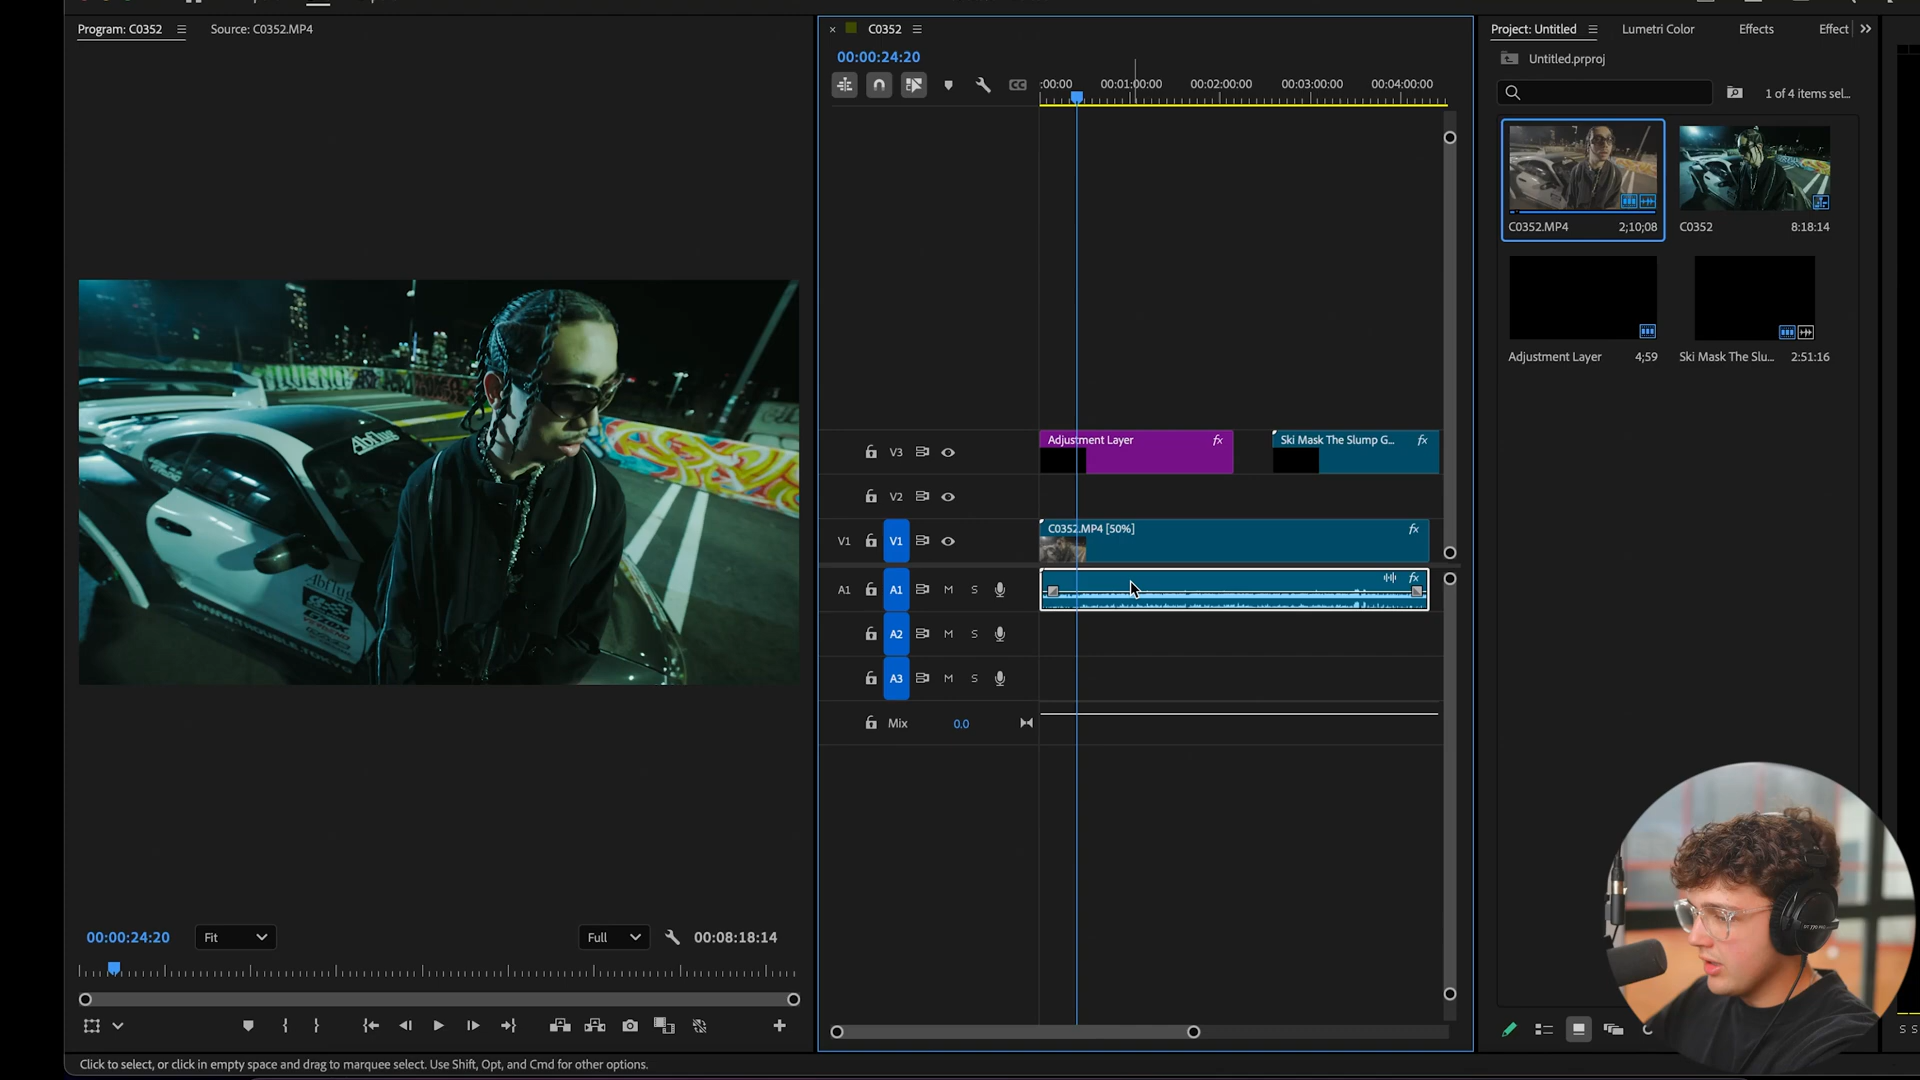 Program: C0352
Source: C0352.MP4
C0352
00:00:24:20
:00:00
00:01:00:00
00:02:00:00
00:03:00:00
00:04:00:00
CC
V3
Adjustment Layer
fx
Ski Mask The Slump G...
fx
V2
V1
V1
C0352.MP4 [50%]
fx
A1
A1
M
S
fx
A2
M
S
A3
M
S
Mix
0.0
Project: Untitled
Lumetri Color
Effects
Effect
Untitled.prproj
1 of 4 items sel...
C0352.MP4
2;10;08
C0352
8:18:14
Adjustment Layer
4;59
Ski Mask The Slu...
2:51:16
Abflug
Abflug
WWW.TROUBLE.TOKYO
00:00:24:20
Fit
Full
00:08:18:14
S S
Click to select, or click in empty space and drag to marquee select. Use Shift, Opt, and Cmd for other options.